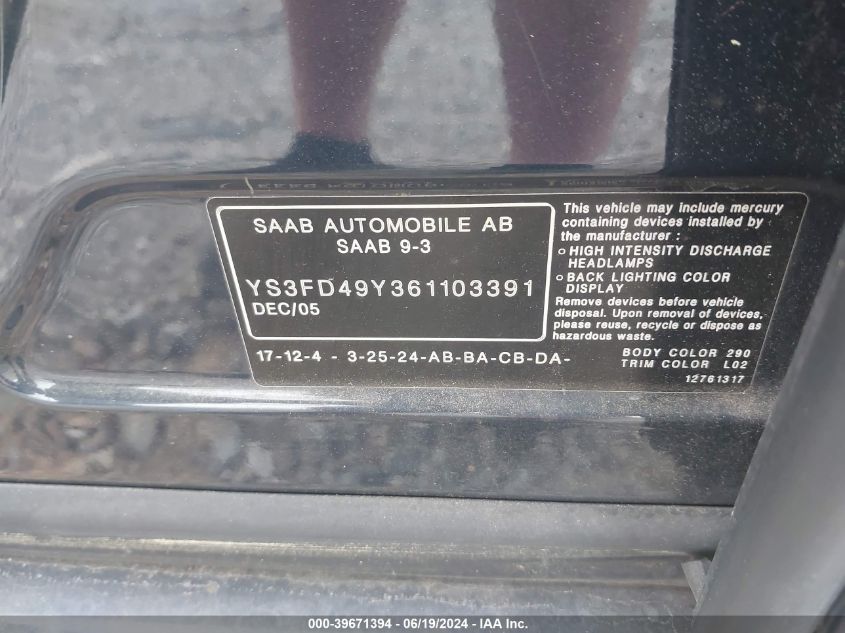 SAAB AUTOMOBILE AB
SAAB 9-3
YS3FD49Y361103391
DEC/05
17-12-4 - 3-25-24-AB-BA-CB-DA-
This vehicle may include mercury
containing devices installed by
the manufacturer :
o HIGH INTENSITY DISCHARGE
HEADLAMPS
o BACK LIGHTING COLOR
DISPLAY
Remove devices before vehicle
disposal. Upon removal of devices,
please reuse, recycle or dispose as
hazardous waste.
BODY COLOR 290
TRIM COLOR L02
12761317
000-39671394 - 06/19/2024 - IAA Inc.